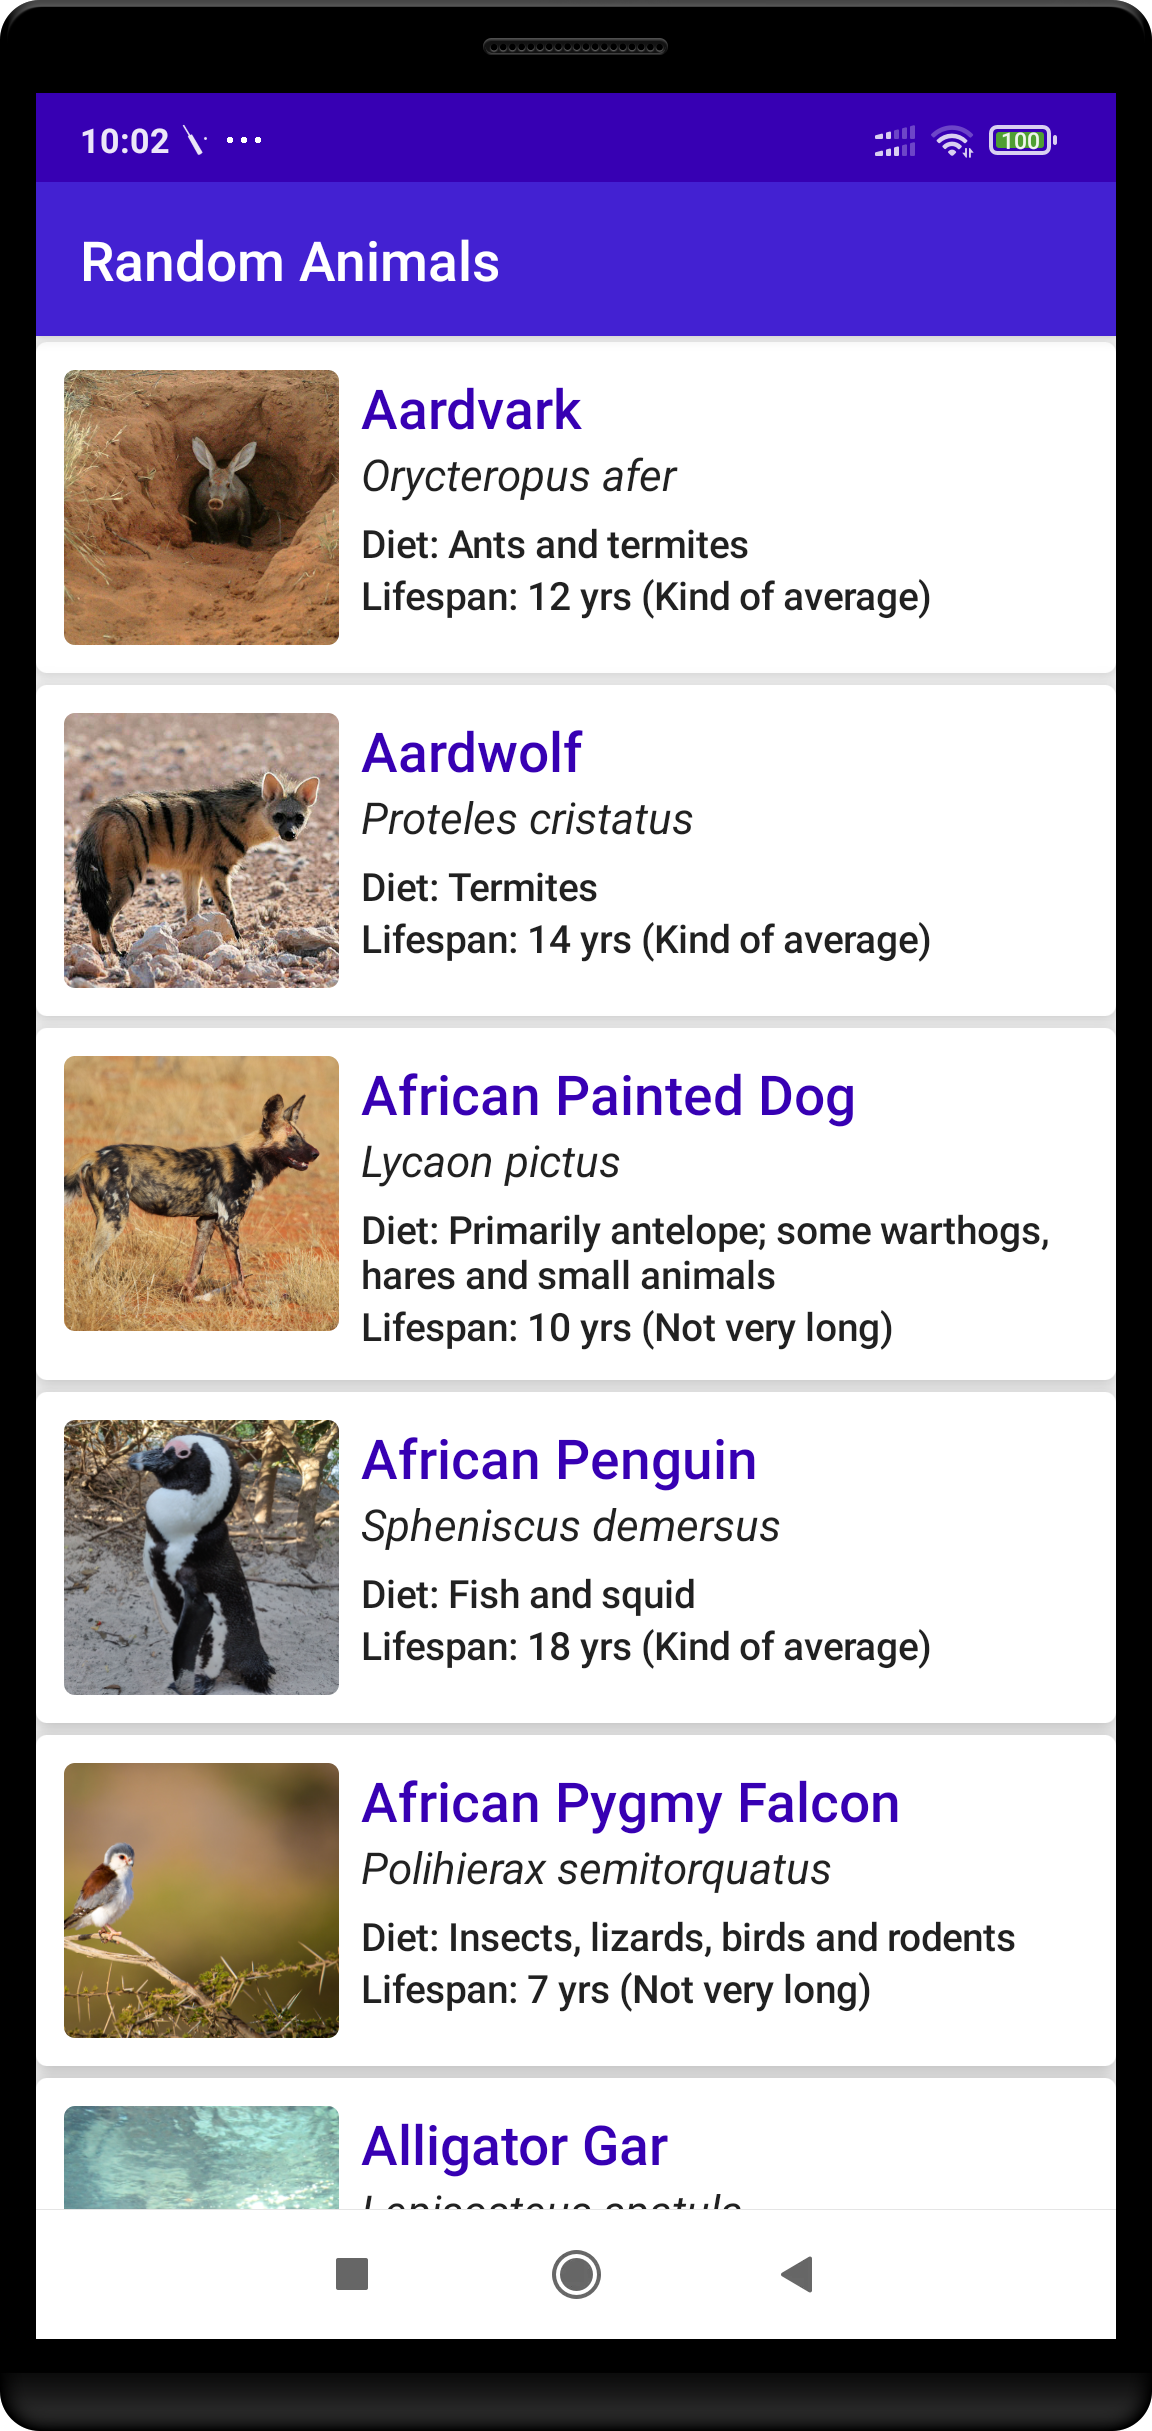 10:02
100
Random Animals
Aardvark
Orycteropus afer
Diet: Ants and termites
Lifespan: 12 yrs (Kind of average)
Aardwolf
Proteles cristatus
Diet: Termites
Lifespan: 14 yrs (Kind of average)
African Painted Dog
Lycaon pictus
Diet: Primarily antelope; some warthogs,
hares and small animals
Lifespan: 10 yrs (Not very long)
African Penguin
Spheniscus demersus
Diet: Fish and squid
Lifespan: 18 yrs (Kind of average)
African Pygmy Falcon
Polihierax semitorquatus
Diet: Insects, lizards, birds and rodents
Lifespan: 7 yrs (Not very long)
Alligator Gar